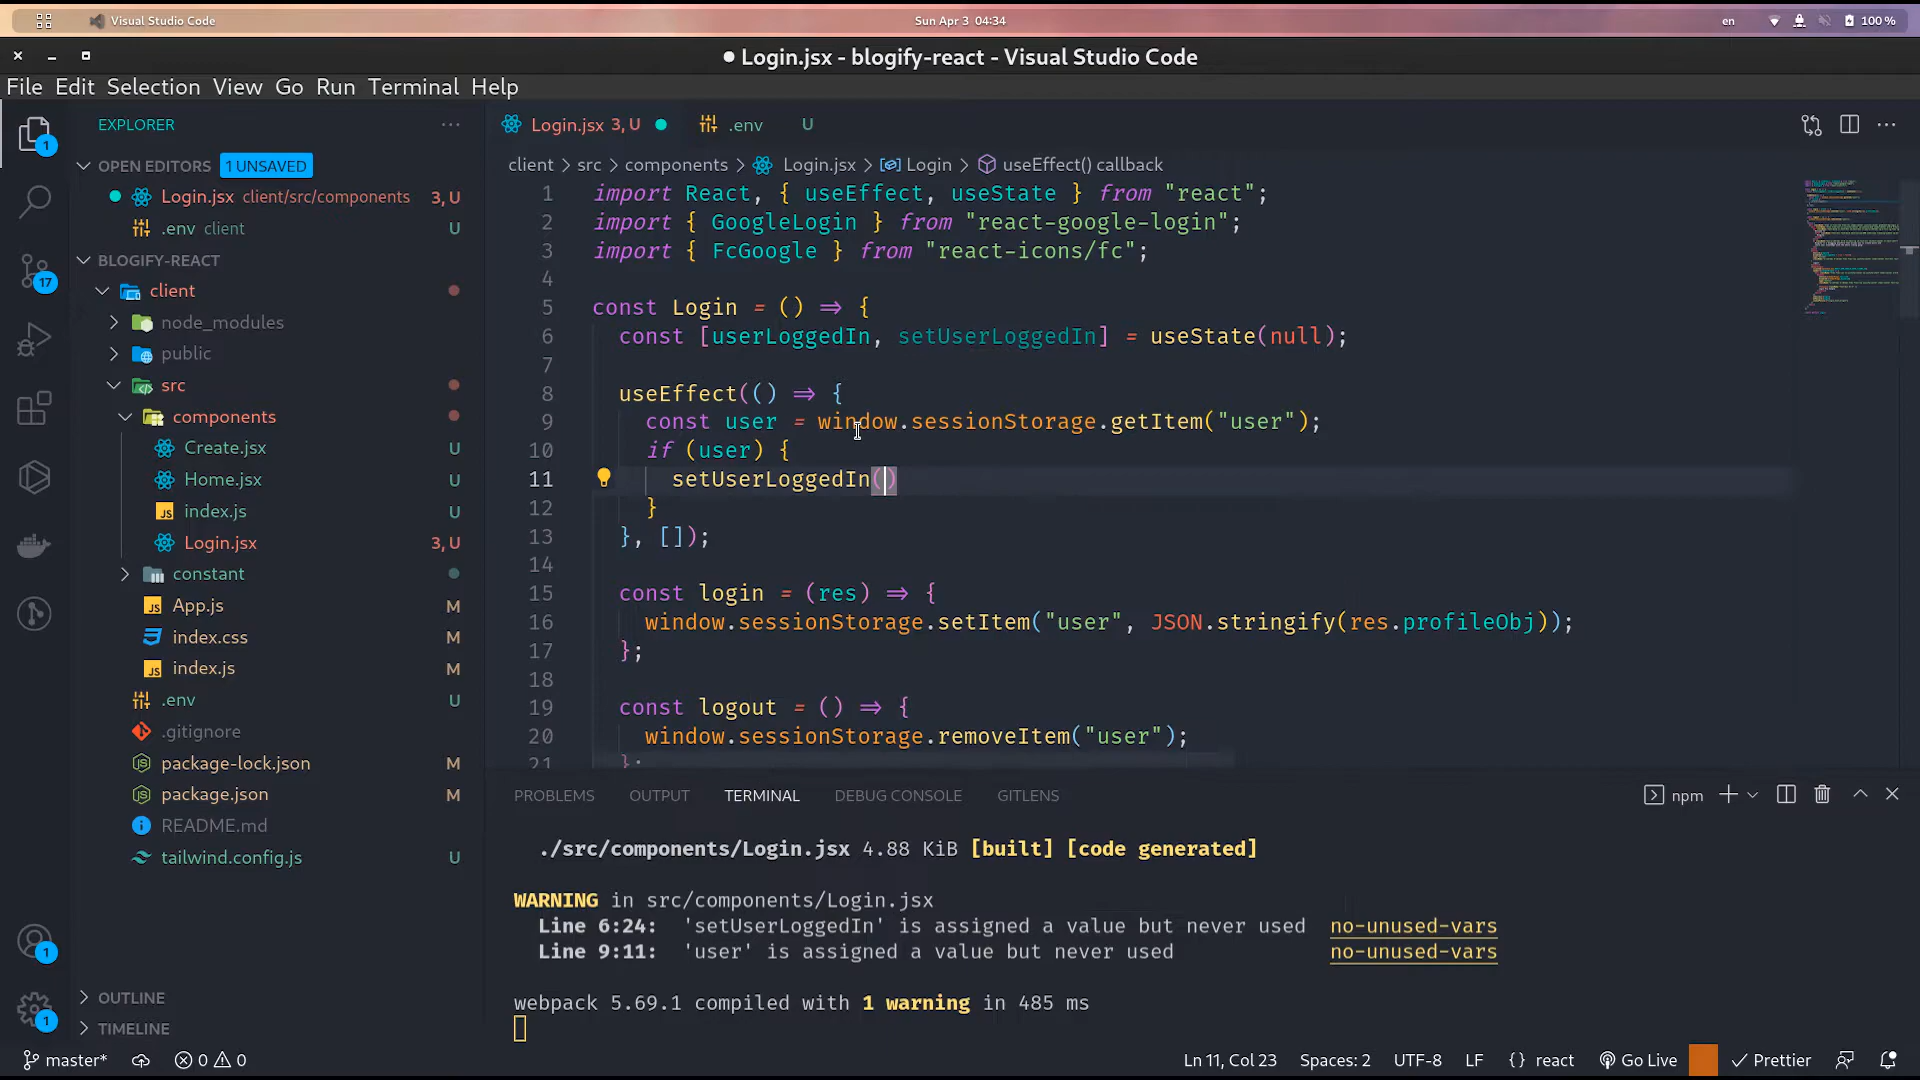 Visual Studio Code
Sun Apr 3 04:34
en
100 %
● Login.jsx - blogify-react - Visual Studio Code
File Edit Selection View Go Run Terminal Help
EXPLORER
OPEN EDITORS 1 UNSAVED
Login.jsx client/src/components 3, U
.env client U
BLOGIFY-REACT
client
node_modules
public
src
components
Create.jsx U
Home.jsx U
index.js U
Login.jsx 3, U
constant
App.js M
index.css M
index.js M
.env U
.gitignore
package-lock.json M
package.json M
README.md
tailwind.config.js U
OUTLINE
TIMELINE
1
17
1
1
Login.jsx 3, U
.env U
client > src > components > Login.jsx > Login > useEffect() callback
1 import React, { useEffect, useState } from "react";
2 import { GoogleLogin } from "react-google-login";
3 import { FcGoogle } from "react-icons/fc";
4
5 const Login = () => {
6 const [userLoggedIn, setUserLoggedIn] = useState(null);
7
8 useEffect(() => {
9 const user = window.sessionStorage.getItem("user");
10 if (user) {
11 setUserLoggedIn()
12 }
13 }, []);
14
15 const login = (res) => {
16 window.sessionStorage.setItem("user", JSON.stringify(res.profileObj));
17 };
18
19 const logout = () => {
20 window.sessionStorage.removeItem("user");
21 };
PROBLEMS OUTPUT TERMINAL DEBUG CONSOLE GITLENS
npm
./src/components/Login.jsx 4.88 KiB [built] [code generated]
WARNING in src/components/Login.jsx
Line 6:24: 'setUserLoggedIn' is assigned a value but never used no-unused-vars
Line 9:11: 'user' is assigned a value but never used no-unused-vars
webpack 5.69.1 compiled with 1 warning in 485 ms
master* 0 0
Ln 11, Col 23 Spaces: 2 UTF-8 LF {} react Go Live Prettier